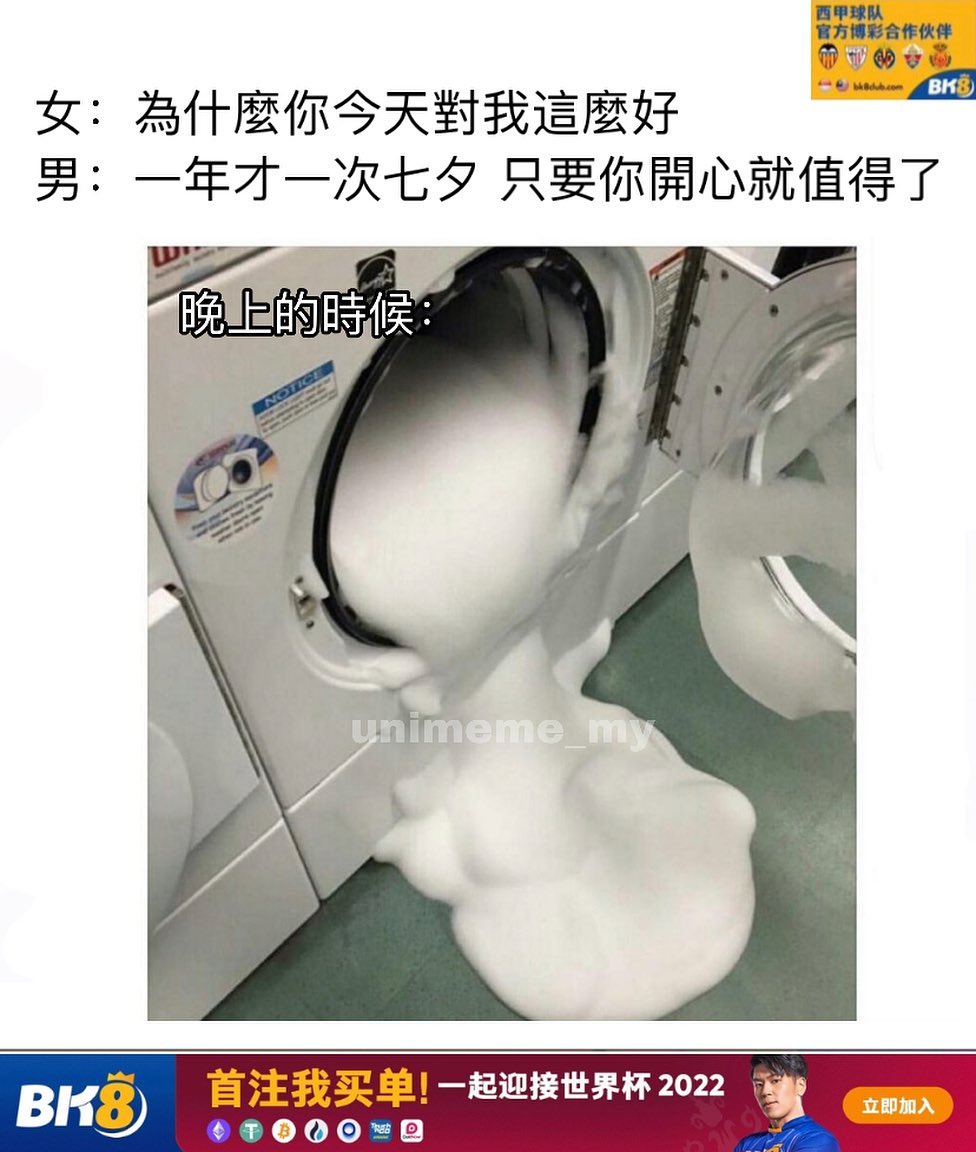 西甲球队
官方博彩合作伙伴
bk8club.com
BK8
女：為什麼你今天對我這麼好
男：一年才一次七夕 只要你開心就值得了
晚上的時候：
NOTICE
unimeme_my
BK8
首注我买单！一起迎接世界杯 2022
立即加入